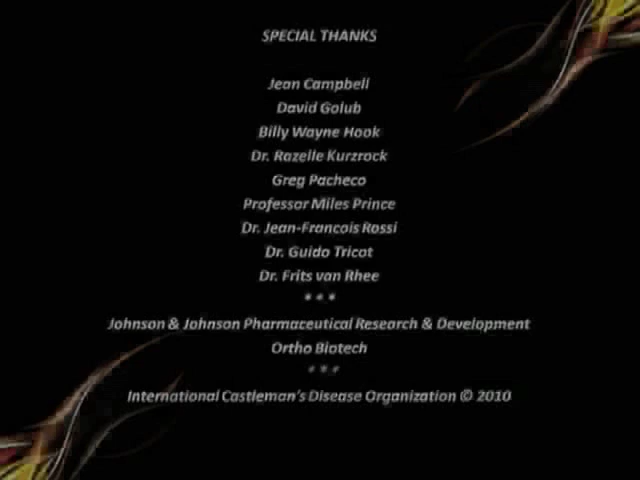 SPECIAL THANKS
Jean Campbell
David Golub
Billy Wayne Hook
Dr. Razelle Kurzrock
Greg Pacheco
Professor Miles Prince
Dr. Jean-Francois Rossi
Dr. Guido Tricot
Dr. Frits van Rhee
* * *
Johnson & Johnson Pharmaceutical Research & Development
Ortho Biotech
* * *
International Castleman's Disease Organization © 2010